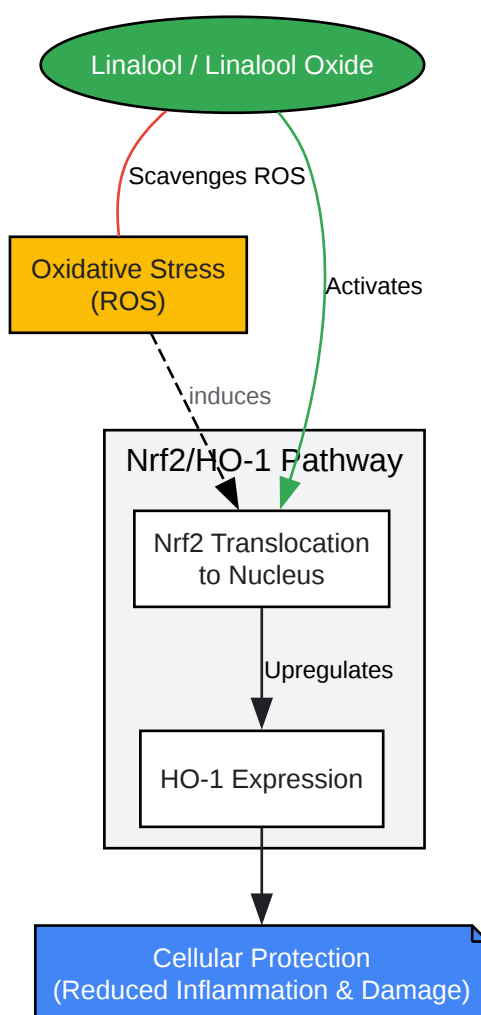 Linalool / Linalool Oxide
Scavenges ROS
Oxidative Stress
(ROS)
Activates
induces
Nrf2/HO-1 Pathway
Nrf2 Translocation
to Nucleus
Upregulates
HO-1 Expression
Cellular Protection
(Reduced Inflammation & Damage)